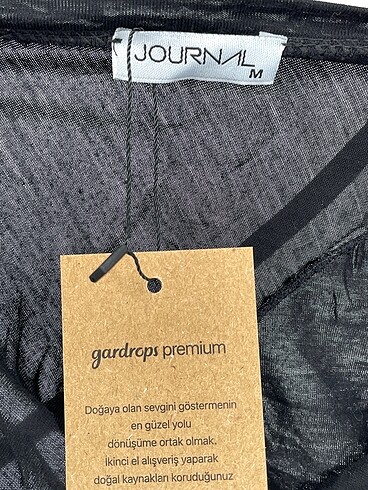 JOURNAL
M
gardrops premium
Doğaya olan sevgini göstermenin
en güzel yolu
dönüşüme ortak olmak.
İkinci el alışveriş yaparak
doğal kaynakları koruduğunuz